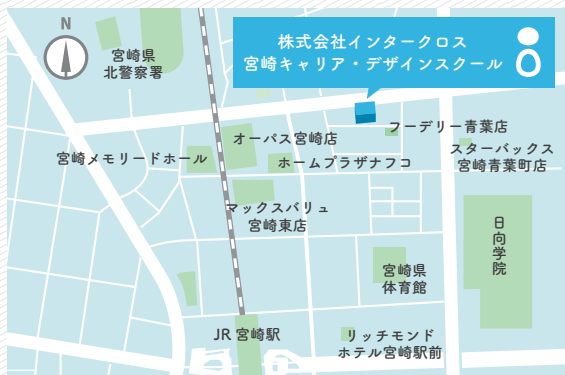 N
株式会社インタークロス
宮崎キャリア・デザインスクール
宮崎県
北警察署
フーデリー青葉店
オーパス宮崎店
スターバックス
宮崎青葉町店
宮崎メモリードホール
ホームプラザナフコ
マックスバリュ
宮崎東店
日向学院
宮崎県
体育館
JR 宮崎駅
リッチモンド
ホテル宮崎駅前